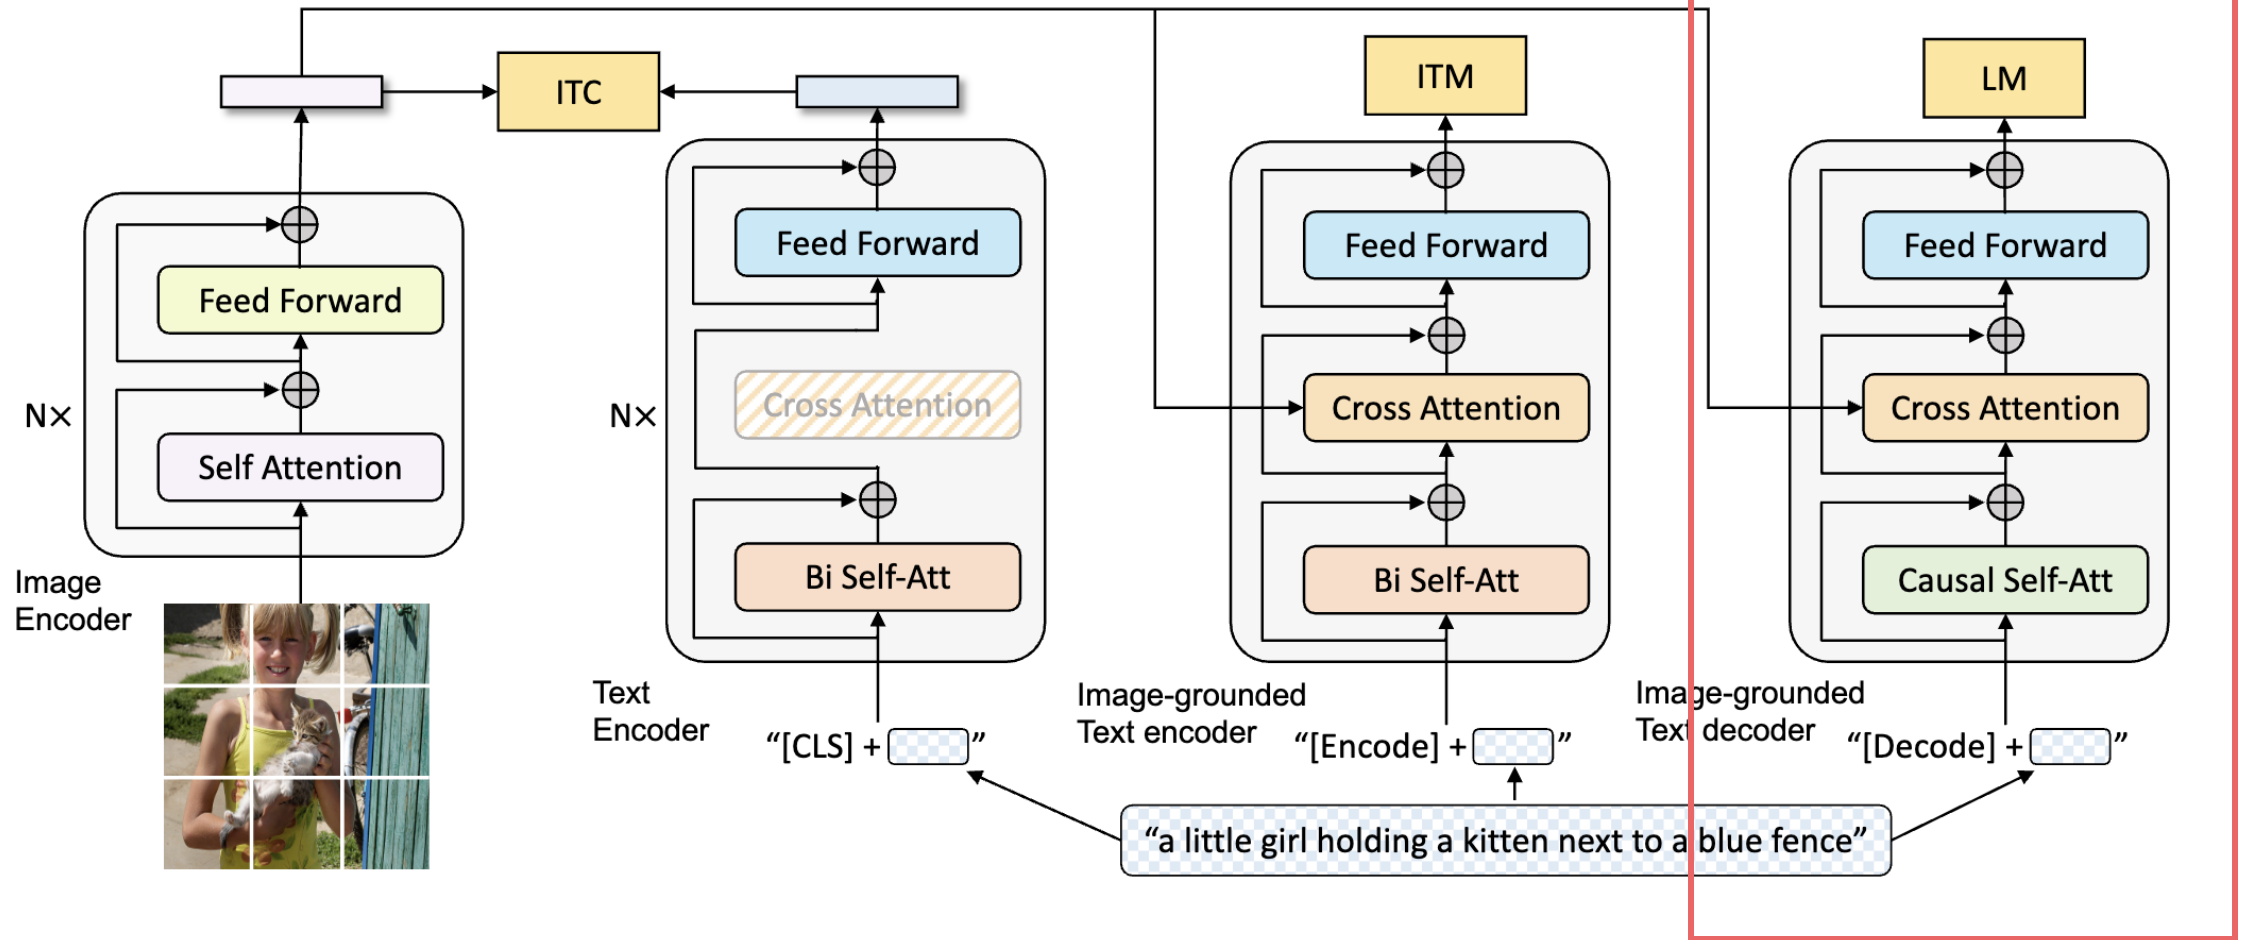 ITC
ITM
LM
Feed Forward
Self Attention
N×
Image
Encoder
Feed Forward
Cross Attention
Bi Self-Att
N×
Text
Encoder
“[CLS] + ”
Feed Forward
Cross Attention
Bi Self-Att
Image-grounded
Text encoder
“[Encode] + ”
Feed Forward
Cross Attention
Causal Self-Att
Image-grounded
Text decoder
“[Decode] + ”
“a little girl holding a kitten next to a blue fence”